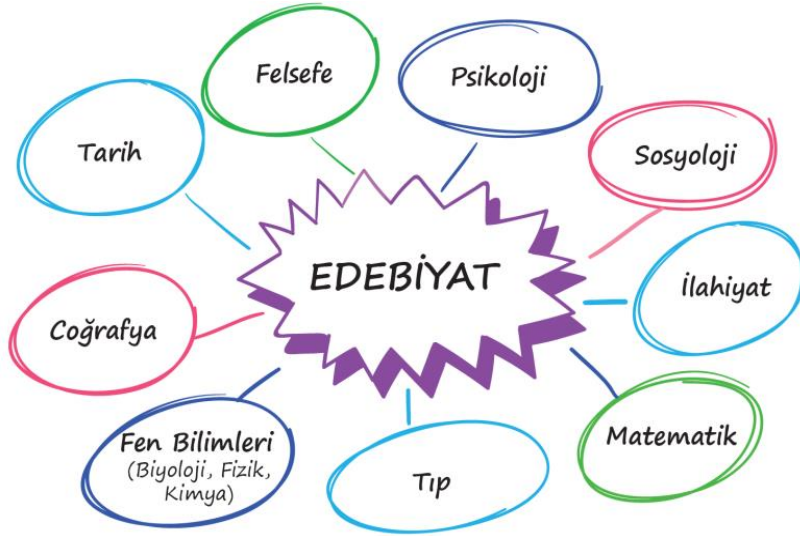 Felsefe
Psikoloji
Tarih
Sosyoloji
EDEBİYAT
İlahiyat
Coğrafya
Fen Bilimleri
(Biyoloji, Fizik,
Kimya)
Matematik
Tıp